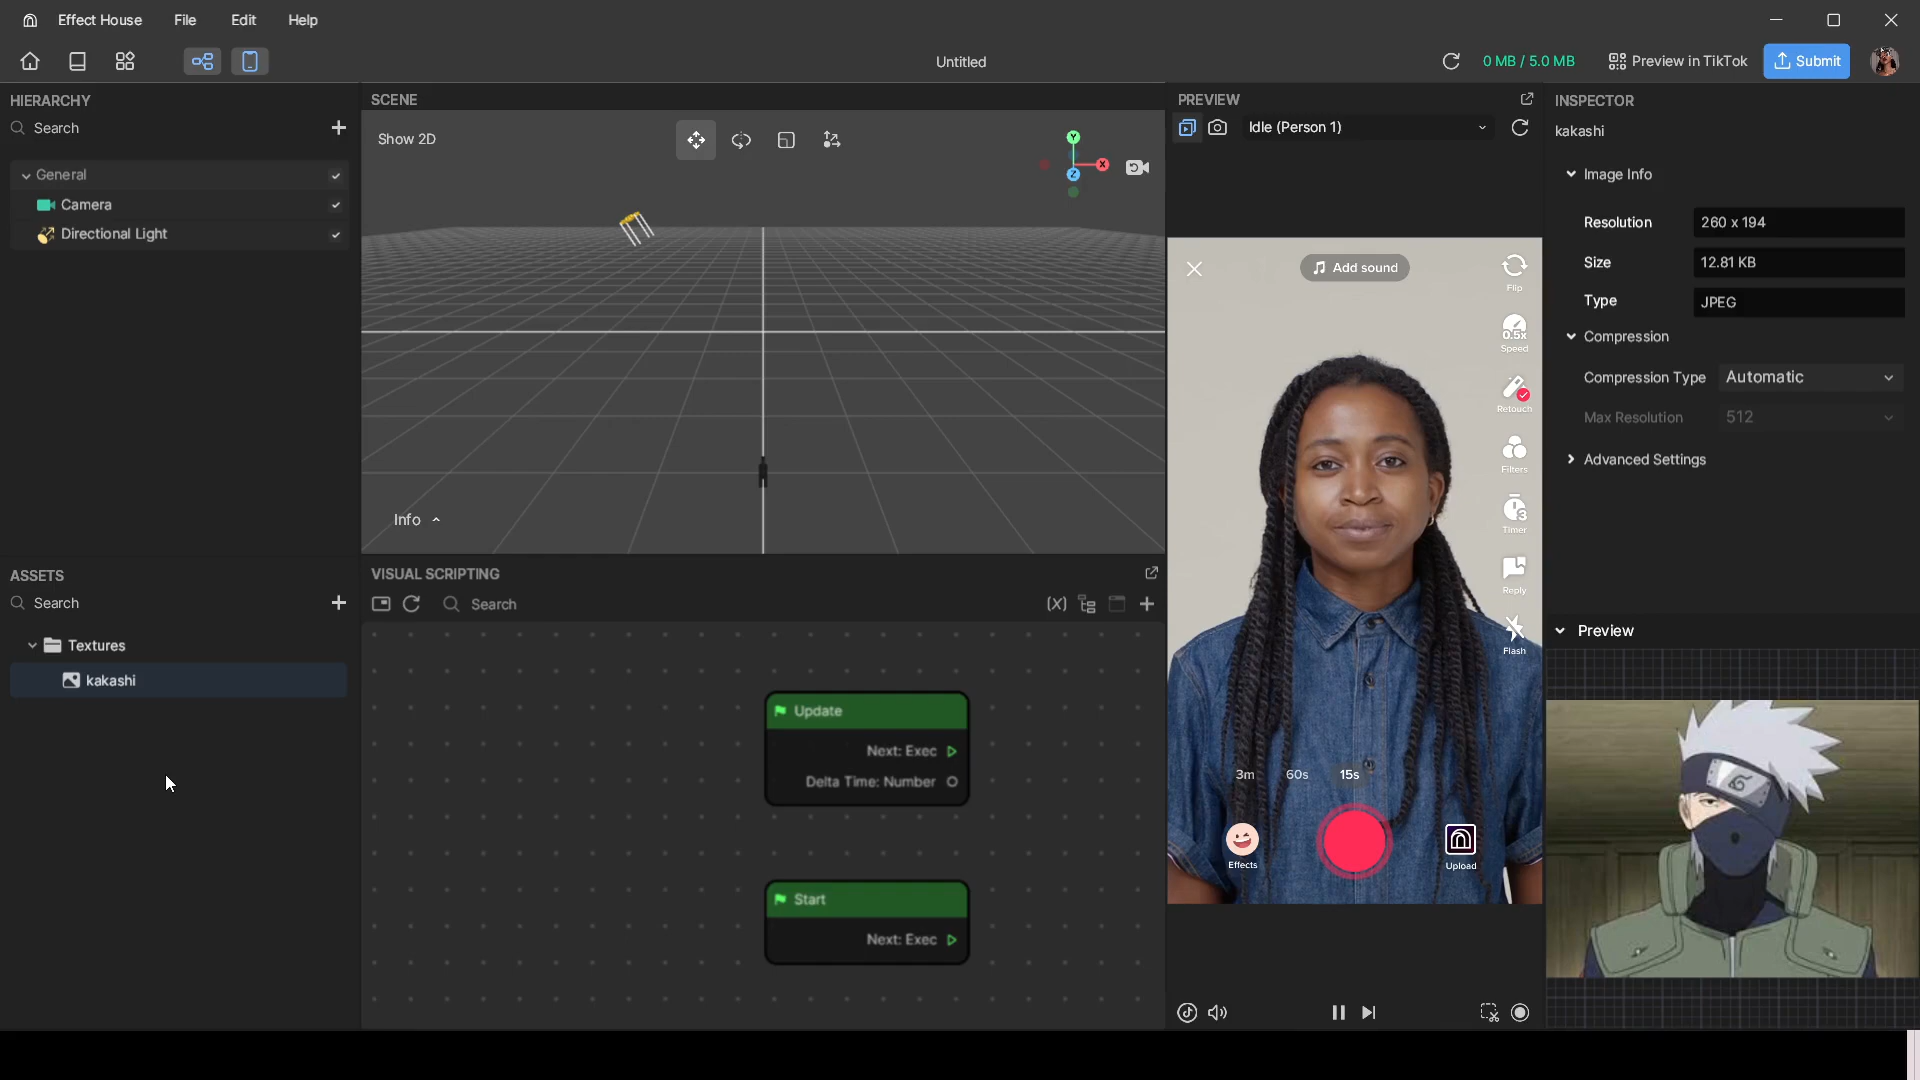 Effect House File Edit Help
Untitled
0 MB / 5.0 MB
Preview in TikTok
Submit
HIERARCHY
Search
General
Camera
Directional Light
ASSETS
Search
Textures
kakashi
SCENE
Show 2D
Y
X
Z
Info
VISUAL SCRIPTING
(X)
Search
Update
Next: Exec
Delta Time: Number
Start
Next: Exec
PREVIEW
Idle (Person 1)
Add sound
Flip
0.5x
Speed
Retouch
Filters
3
Timer
Reply
Flash
3m 60s 15s
Effects
Upload
INSPECTOR
kakashi
Image Info
Resolution 260 x 194
Size 12.81 KB
Type JPEG
Compression
Compression Type Automatic
Max Resolution 512
Advanced Settings
Preview